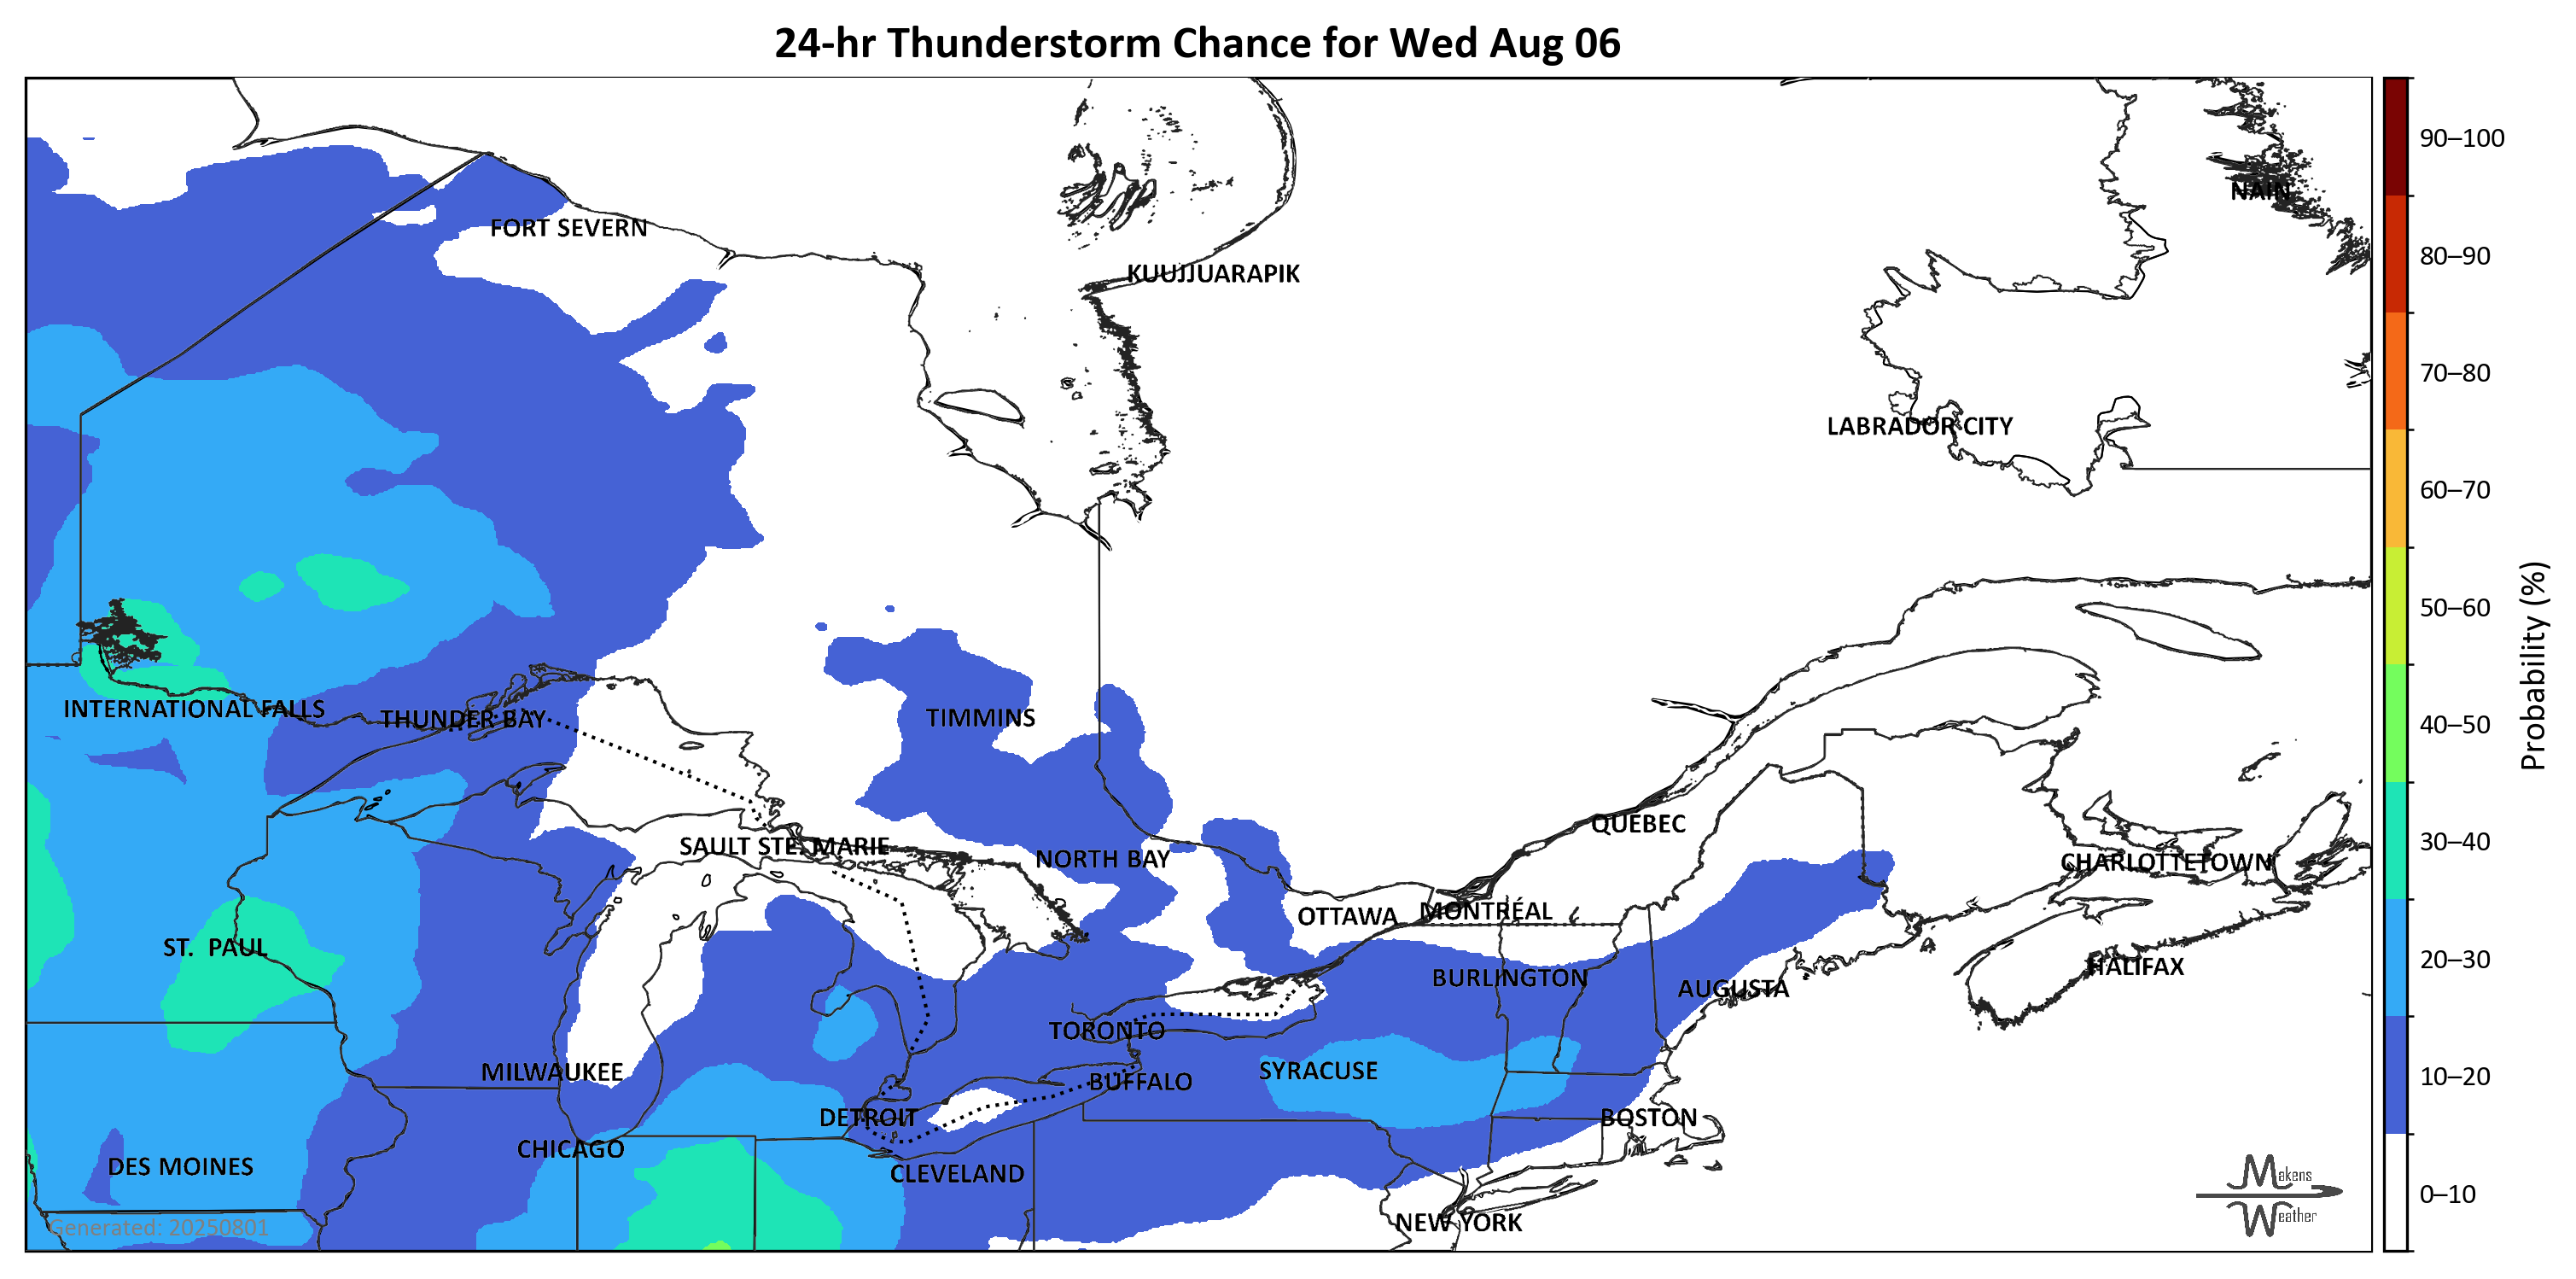 24-hr Thunderstorm Chance for Wed Aug 06
90–100
NAIN
FORT SEVERN
80–90
KUUJJUARAPIK
70–80
LABRADOR CITY
60–70
50–60
Probability (%)
INTERNATIONAL FALLS
THUNDER BAY
TIMMINS
40–50
QUEBEC
SAULT STE. MARIE
30–40
NORTH BAY
CHARLOTTETOWN
OTTAWA
MONTRÉAL
ST. PAUL
20–30
HALIFAX
BURLINGTON
AUGUSTA
TORONTO
MILWAUKEE
SYRACUSE
10–20
BUFFALO
DETROIT
BOSTON
CHICAGO
DES MOINES
CLEVELAND
Makens
Weather
0–10
NEW YORK
Generated: 20250801